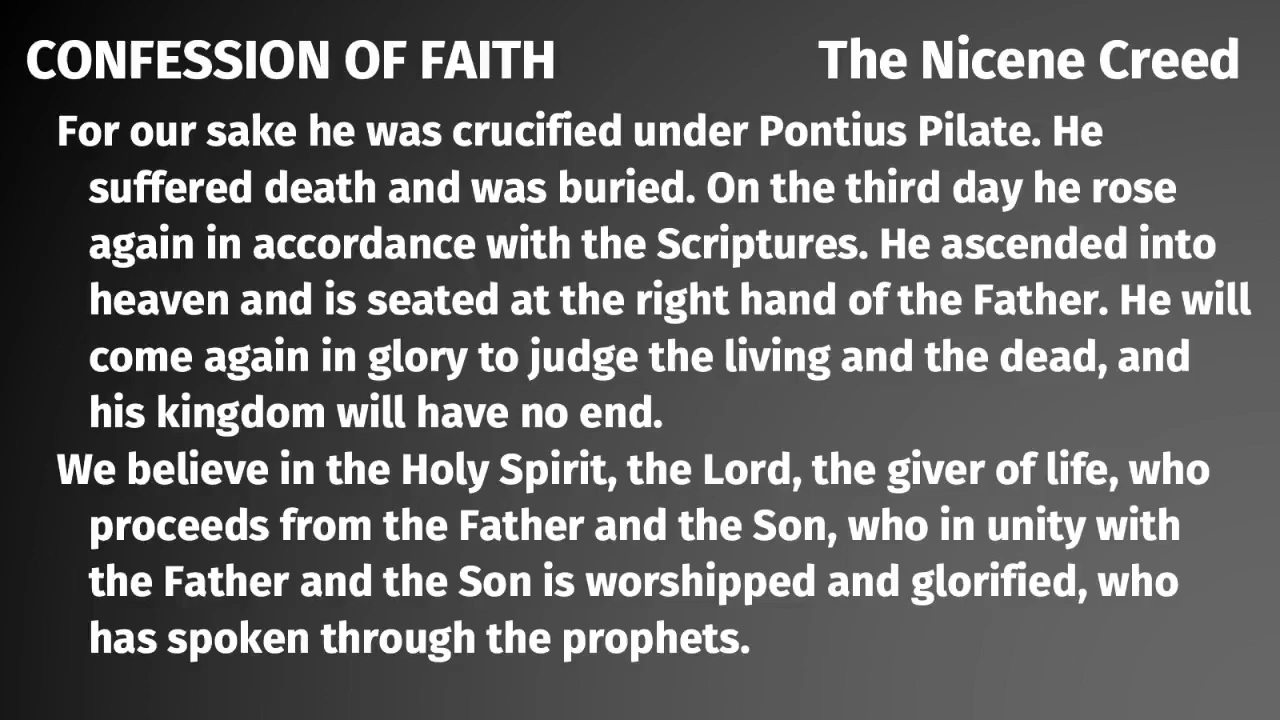 CONFESSION OF FAITH The Nicene Creed
For our sake he was crucified under Pontius Pilate. He
suffered death and was buried. On the third day he rose
again in accordance with the Scriptures. He ascended into
heaven and is seated at the right hand of the Father. He will
come again in glory to judge the living and the dead, and
his kingdom will have no end.
We believe in the Holy Spirit, the Lord, the giver of life, who
proceeds from the Father and the Son, who in unity with
the Father and the Son is worshipped and glorified, who
has spoken through the prophets.